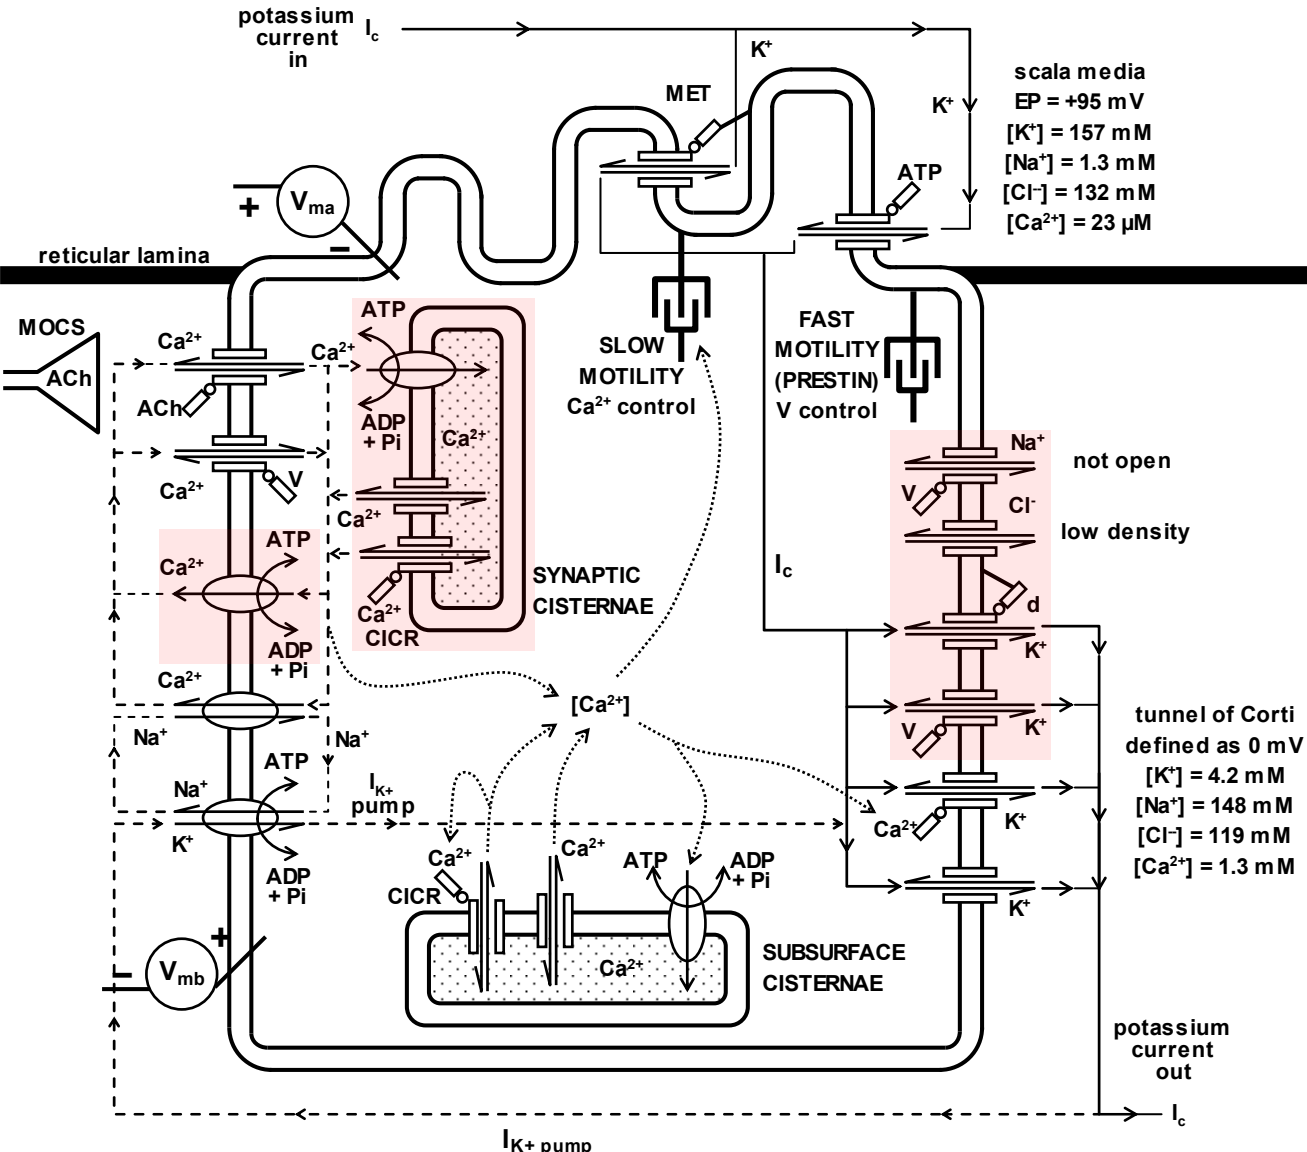 potassium
current
in
Ic
K⁺
scala media
EP = +95 mV
[K⁺] = 157 mM
[Na⁺] = 1.3 mM
[Cl⁻] = 132 mM
[Ca²⁺] = 23 µM
K⁺
MET
ATP
Vma
+
−
reticular lamina
MOCS
ACh
Ca²⁺
ACh
Ca²⁺
V
Ca²⁺
ATP
ADP
+ Pi
Ca²⁺
Ca²⁺
Ca²⁺
CICR
SYNAPTIC
CISTERNAE
SLOW
MOTILITY
Ca²⁺ control
FAST
MOTILITY
(PRESTIN)
V control
Na⁺
not open
V
Cl⁻
low density
d
K⁺
V
K⁺
Ca²⁺
K⁺
K⁺
Ic
Ca²⁺
ATP
ADP
+ Pi
Ca²⁺
Na⁺
Na⁺
Na⁺
K⁺
ATP
ADP
+ Pi
IK+
pump
[Ca²⁺]
tunnel of Corti
defined as 0 mV
[K⁺] = 4.2 mM
[Na⁺] = 148 mM
[Cl⁻] = 119 mM
[Ca²⁺] = 1.3 mM
Ca²⁺
CICR
Ca²⁺
ATP
ADP
+ Pi
Ca²⁺
SUBSURFACE
CISTERNAE
+
−
Vmb
potassium
current
out
Ic
IK+ pump